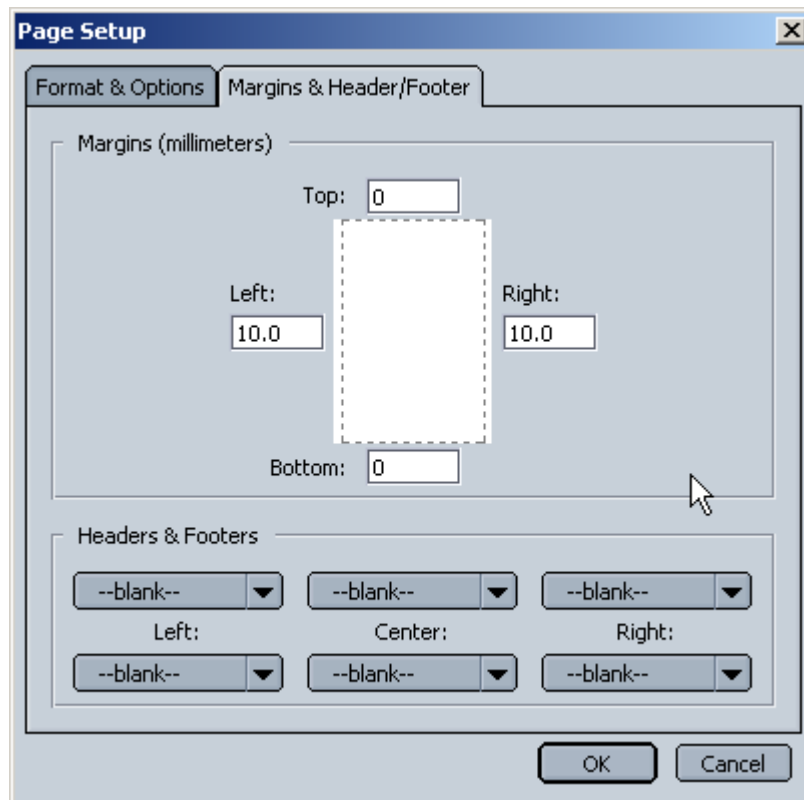 Page Setup
Format & Options Margins & Header/Footer
Margins (millimeters)
Top: 0
Left: Right:
10.0 10.0
Bottom: 0
Headers & Footers
--blank-- --blank-- --blank--
Left: Center: Right:
--blank-- --blank-- --blank--
OK Cancel